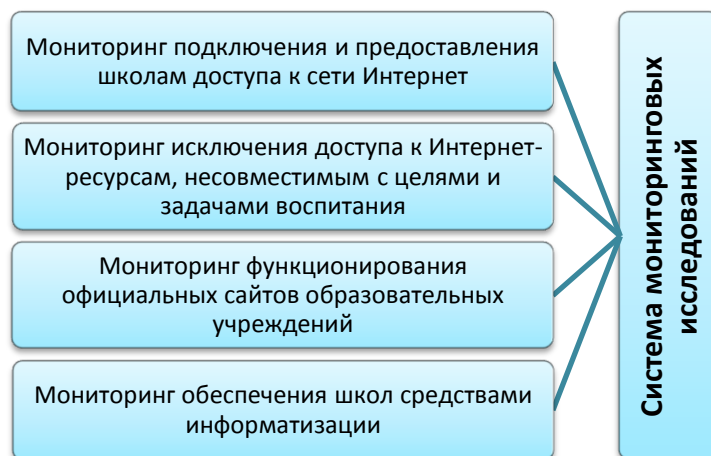 Мониторинг подключения и предоставления
школам доступа к сети Интернет
Мониторинг исключения доступа к Интернет-
ресурсам, несовместимым с целями и
задачами воспитания
Мониторинг функционирования
официальных сайтов образовательных
учреждений
Мониторинг обеспечения школ средствами
информатизации
Система мониторинговых
исследований